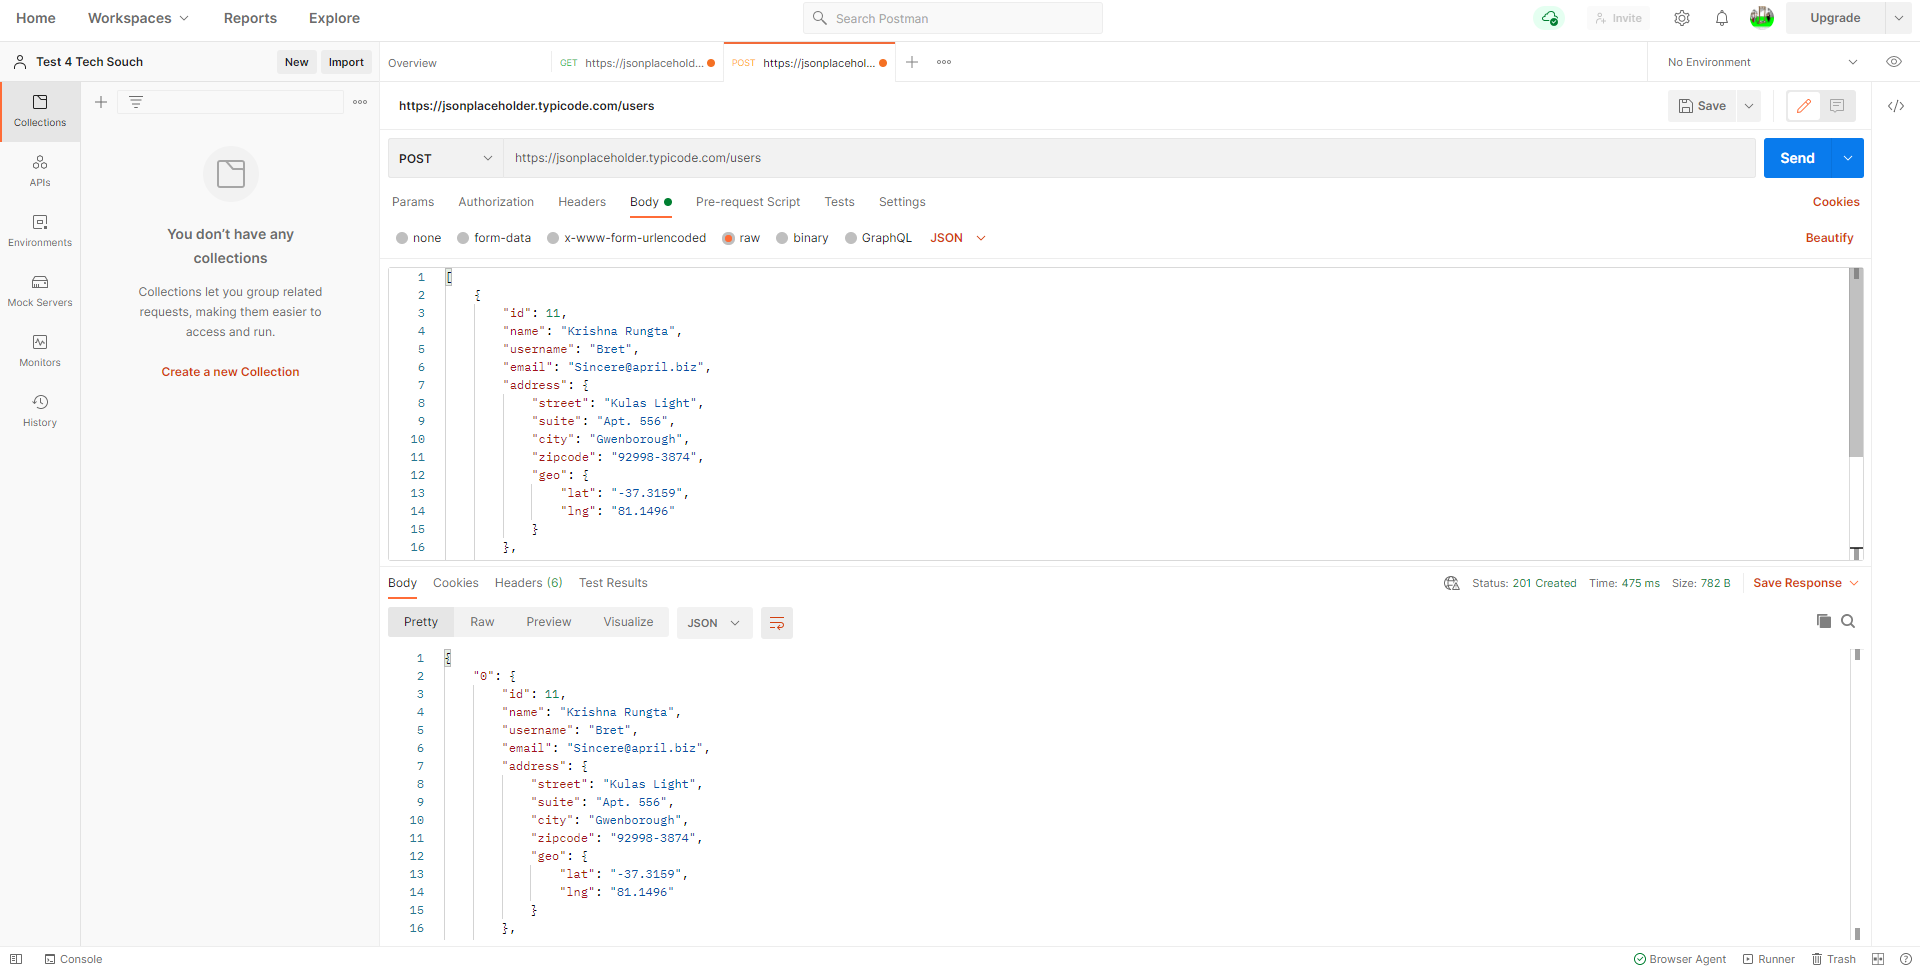 Home Workspaces Reports Explore Search Postman Invite Upgrade
Test 4 Tech Souch New Import Overview GET https://jsonplacehold... POST https://jsonplacehol... No Environment
Collections
APIs
Environments
Mock Servers
Monitors
History
You don't have any
collections
Collections let you group related
requests, making them easier to
access and run.
Create a new Collection
https://jsonplaceholder.typicode.com/users Save
POST https://jsonplaceholder.typicode.com/users Send
Params Authorization Headers Body Pre-request Script Tests Settings Cookies
none form-data x-www-form-urlencoded raw binary GraphQL JSON Beautify
1 [
2 {
3 "id": 11,
4 "name": "Krishna Rungta",
5 "username": "Bret",
6 "email": "Sincere@april.biz",
7 "address": {
8 "street": "Kulas Light",
9 "suite": "Apt. 556",
10 "city": "Gwenborough",
11 "zipcode": "92998-3874",
12 "geo": {
13 "lat": "-37.3159",
14 "lng": "81.1496"
15 }
16 },
Body Cookies Headers (6) Test Results Status: 201 Created Time: 475 ms Size: 782 B Save Response
Pretty Raw Preview Visualize JSON
1 {
2 "0": {
3 "id": 11,
4 "name": "Krishna Rungta",
5 "username": "Bret",
6 "email": "Sincere@april.biz",
7 "address": {
8 "street": "Kulas Light",
9 "suite": "Apt. 556",
10 "city": "Gwenborough",
11 "zipcode": "92998-3874",
12 "geo": {
13 "lat": "-37.3159",
14 "lng": "81.1496"
15 }
16 },
Console Browser Agent Runner Trash